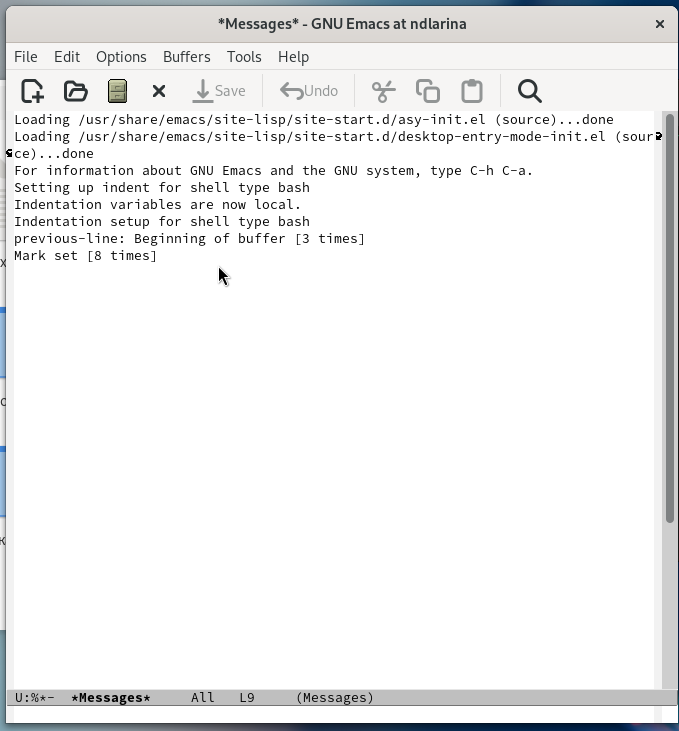 *Messages* - GNU Emacs at ndlarina
File Edit Options Buffers Tools Help
Save Undo
Loading /usr/share/emacs/site-lisp/site-start.d/asy-init.el (source)...done
Loading /usr/share/emacs/site-lisp/site-start.d/desktop-entry-mode-init.el (sour
ce)...done
For information about GNU Emacs and the GNU system, type C-h C-a.
Setting up indent for shell type bash
Indentation variables are now local.
Indentation setup for shell type bash
previous-line: Beginning of buffer [3 times]
Mark set [8 times]
U:%*- *Messages* All L9 (Messages)